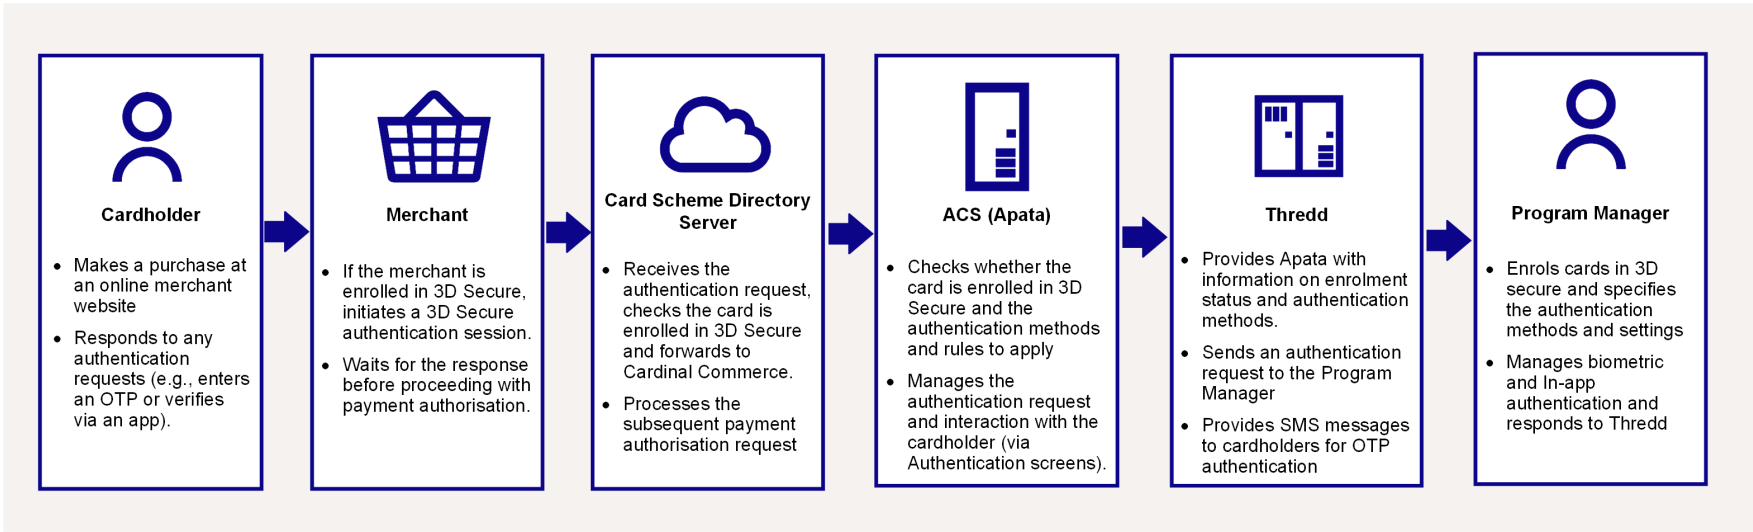 Cardholder
• Makes a purchase at
an online merchant
website
• Responds to any
authentication
requests (e.g., enters
an OTP or verifies
via an app).
Merchant
• If the merchant is
enrolled in 3D Secure,
initiates a 3D Secure
authentication session.
• Waits for the response
before proceeding with
payment authorisation.
Card Scheme Directory
Server
• Receives the
authentication request,
checks the card is
enrolled in 3D Secure
and forwards to
Cardinal Commerce.
• Processes the
subsequent payment
authorisation request
ACS (Apata)
• Checks whether the
card is enrolled in 3D
Secure and the
authentication methods
and rules to apply
• Manages the
authentication request
and interaction with the
cardholder (via
Authentication screens).
Thredd
• Provides Apata with
information on enrolment
status and authentication
methods.
• Sends an authentication
request to the Program
Manager
• Provides SMS messages
to cardholders for OTP
authentication
Program Manager
• Enrols cards in 3D
secure and specifies
the authentication
methods and settings
• Manages biometric
and In-app
authentication and
responds to Thredd